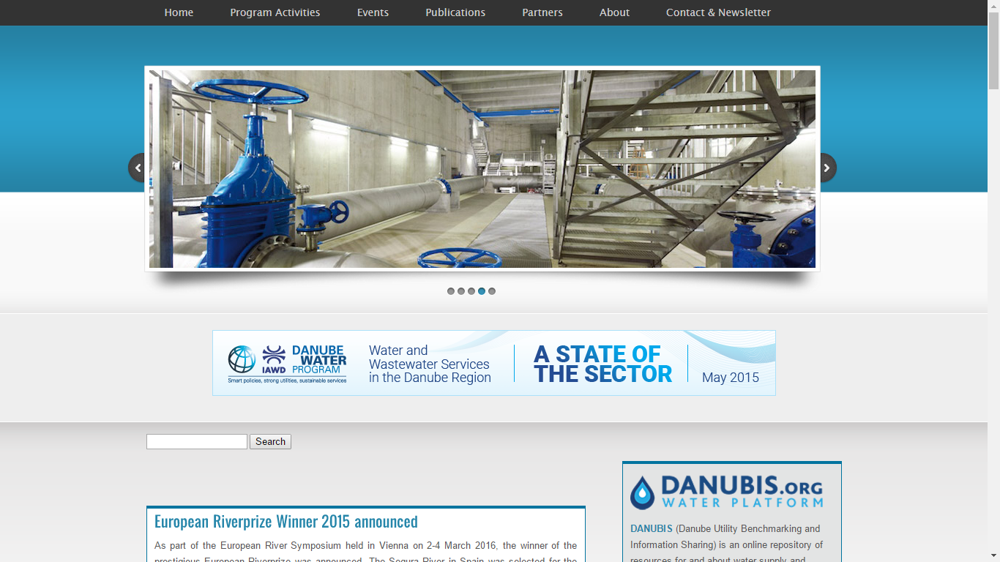 Home Program Activities Events Publications Partners About Contact & Newsletter
DANUBE
WATER
PROGRAM
IAWD
Smart policies, strong utilities, sustainable services
Water and
Wastewater Services
in the Danube Region
A STATE OF
THE SECTOR
May 2015
Search
European Riverprize Winner 2015 announced
As part of the European River Symposium held in Vienna on 2-4 March 2016, the winner of the
prestigious European Riverprize was announced. The Segura River in Spain was selected for the
DANUBIS.ORG
WATER PLATFORM
DANUBIS (Danube Utility Benchmarking and
Information Sharing) is an online repository of
resources for and about water supply and